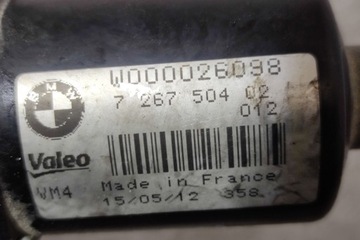 W000026098
BMW
7 267 504 02
012
Valeo
WM4
Made in France
15/05/12 358